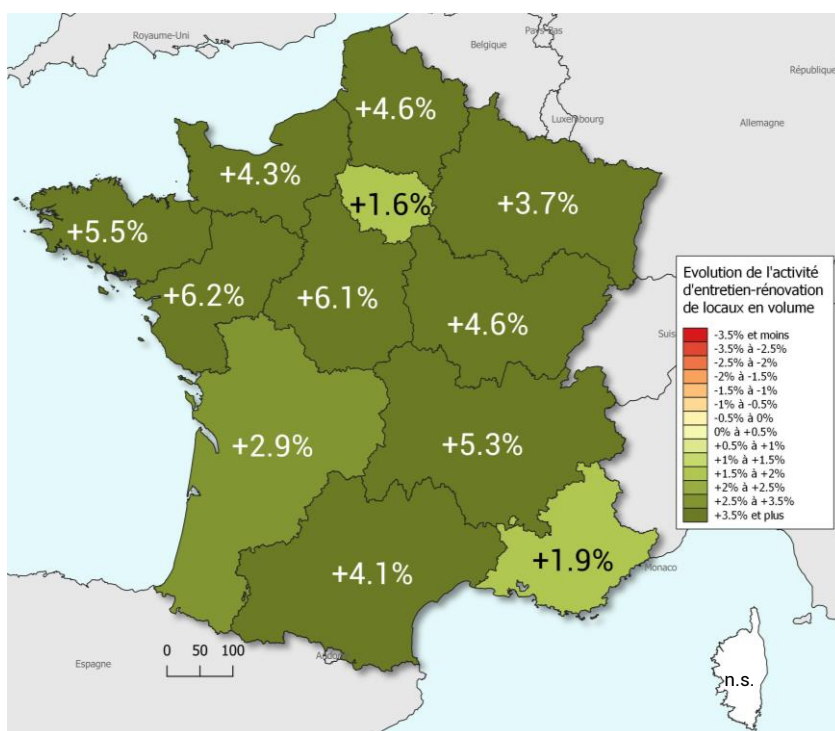 Royaume-Uni
Pays-Bas
Belgique
République
Luxembourg
Allemagne
+4.6%
+4.3%
+1.6%
+3.7%
+5.5%
+6.2%
+6.1%
+4.6%
Suis
+2.9%
+5.3%
+4.1%
+1.9%
Monaco
Evolution de l'activité
d'entretien-rénovation
de locaux en volume
-3.5% et moins
-3.5% à -2.5%
-2.5% à -2%
-2% à -1.5%
-1.5% à -1%
-1% à -0.5%
-0.5% à 0%
0% à +0.5%
+0.5% à +1%
+1% à +1.5%
+1.5% à +2%
+2% à +2.5%
+2.5% à +3.5%
+3.5% et plus
0 50 100
Espagne
n.s.